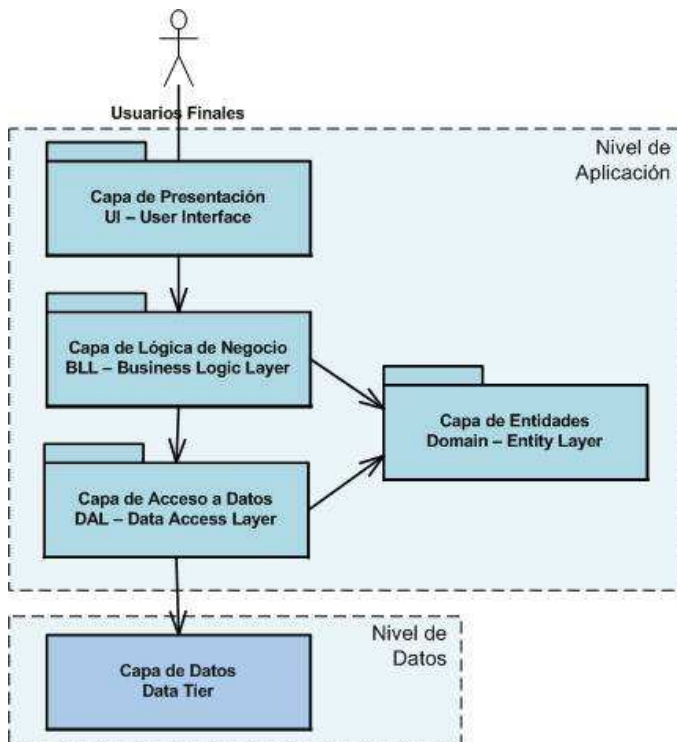 Usuarios Finales
Nivel de
Aplicación
Capa de Presentación
UI – User Interface
Capa de Lógica de Negocio
BLL – Business Logic Layer
Capa de Entidades
Domain – Entity Layer
Capa de Acceso a Datos
DAL – Data Access Layer
Nivel de
Datos
Capa de Datos
Data Tier